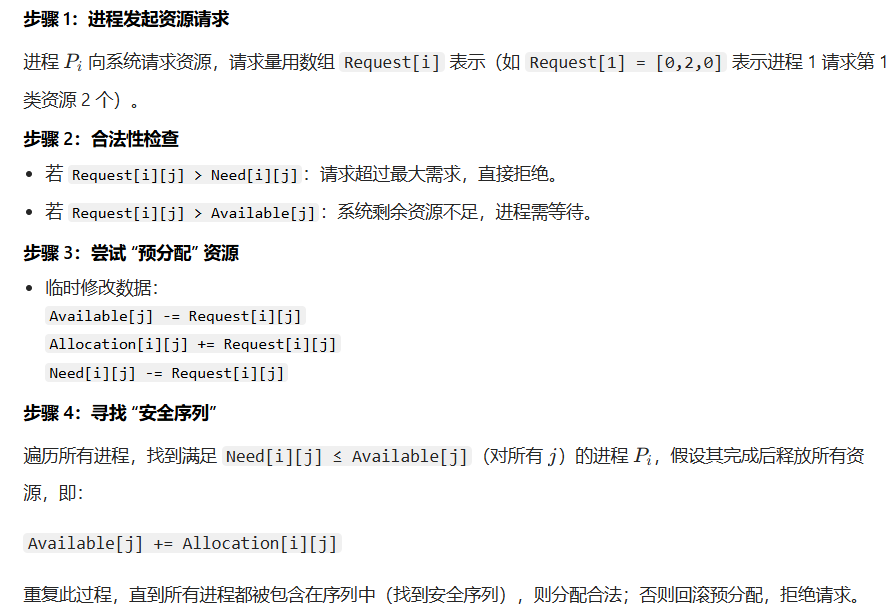 步骤 1：进程发起资源请求
进程 Pi 向系统请求资源，请求量用数组 Request[i] 表示（如 Request[1] = [0,2,0] 表示进程 1 请求第 1
类资源 2 个）。
步骤 2：合法性检查
• 若 Request[i][j] > Need[i][j]：请求超过最大需求，直接拒绝。
• 若 Request[i][j] > Available[j]：系统剩余资源不足，进程需等待。
步骤 3：尝试 “预分配” 资源
• 临时修改数据：
Available[j] -= Request[i][j]
Allocation[i][j] += Request[i][j]
Need[i][j] -= Request[i][j]
步骤 4：寻找 “安全序列”
遍历所有进程，找到满足 Need[i][j] ≤ Available[j]（对所有 j）的进程 Pi，假设其完成后释放所有资
源，即：
Available[j] += Allocation[i][j]
重复此过程，直到所有进程都被包含在序列中（找到安全序列），则分配合法；否则回滚预分配，拒绝请求。